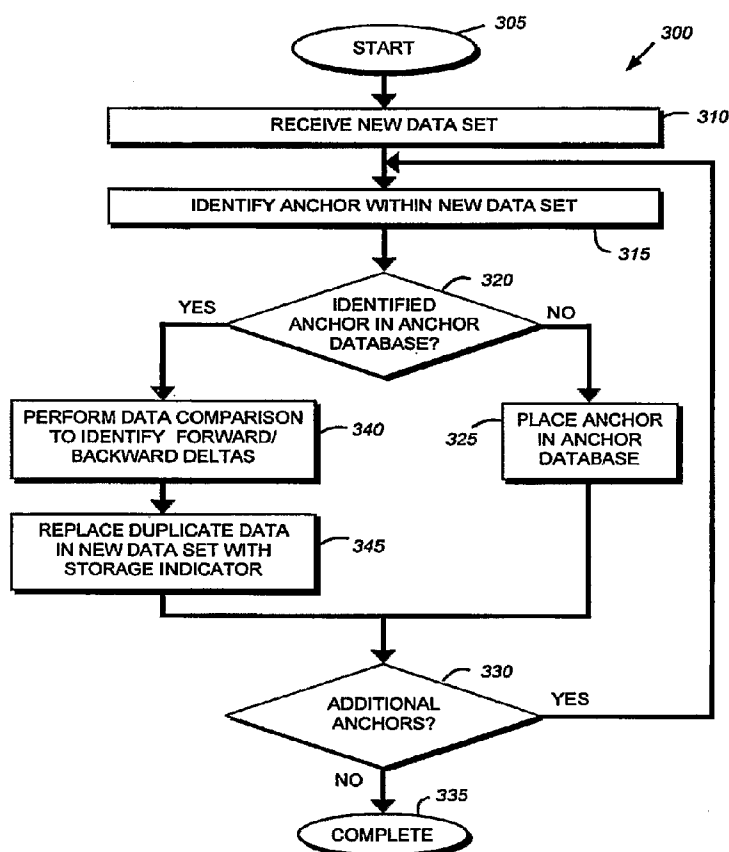 START
305
300
RECEIVE NEW DATA SET
310
IDENTIFY ANCHOR WITHIN NEW DATA SET
315
320
IDENTIFIED
ANCHOR IN ANCHOR
DATABASE?
YES
NO
PERFORM DATA COMPARISON
TO IDENTIFY FORWARD/
BACKWARD DELTAS
340
325
PLACE ANCHOR
IN ANCHOR
DATABASE
REPLACE DUPLICATE DATA
IN NEW DATA SET WITH
STORAGE INDICATOR
345
330
ADDITIONAL
ANCHORS?
YES
NO
335
COMPLETE